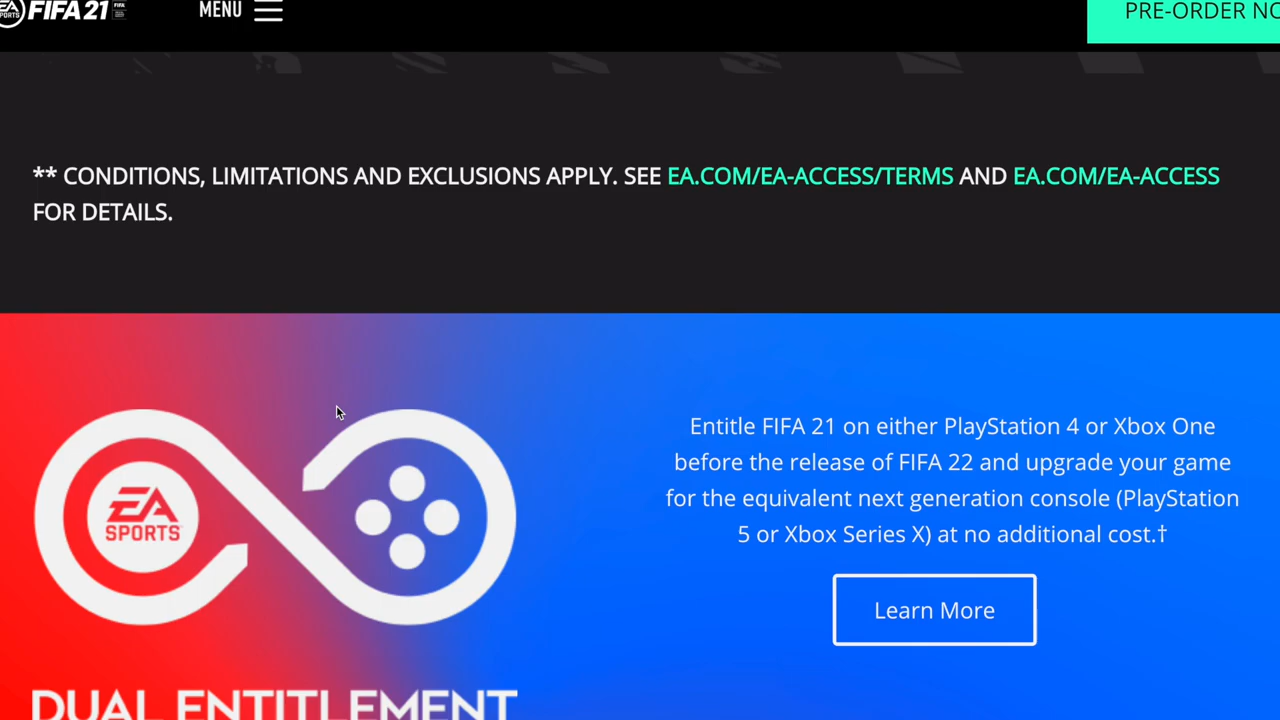 EA SPORTS FIFA 21 MENU PRE-ORDER
** CONDITIONS, LIMITATIONS AND EXCLUSIONS APPLY. SEE EA.COM/EA-ACCESS/TERMS AND EA.COM/EA-ACCESS
FOR DETAILS.
EA
SPORTS
Entitle FIFA 21 on either PlayStation 4 or Xbox One
before the release of FIFA 22 and upgrade your game
for the equivalent next generation console (PlayStation
5 or Xbox Series X) at no additional cost.†
Learn More
DUAL ENTITLEMENT